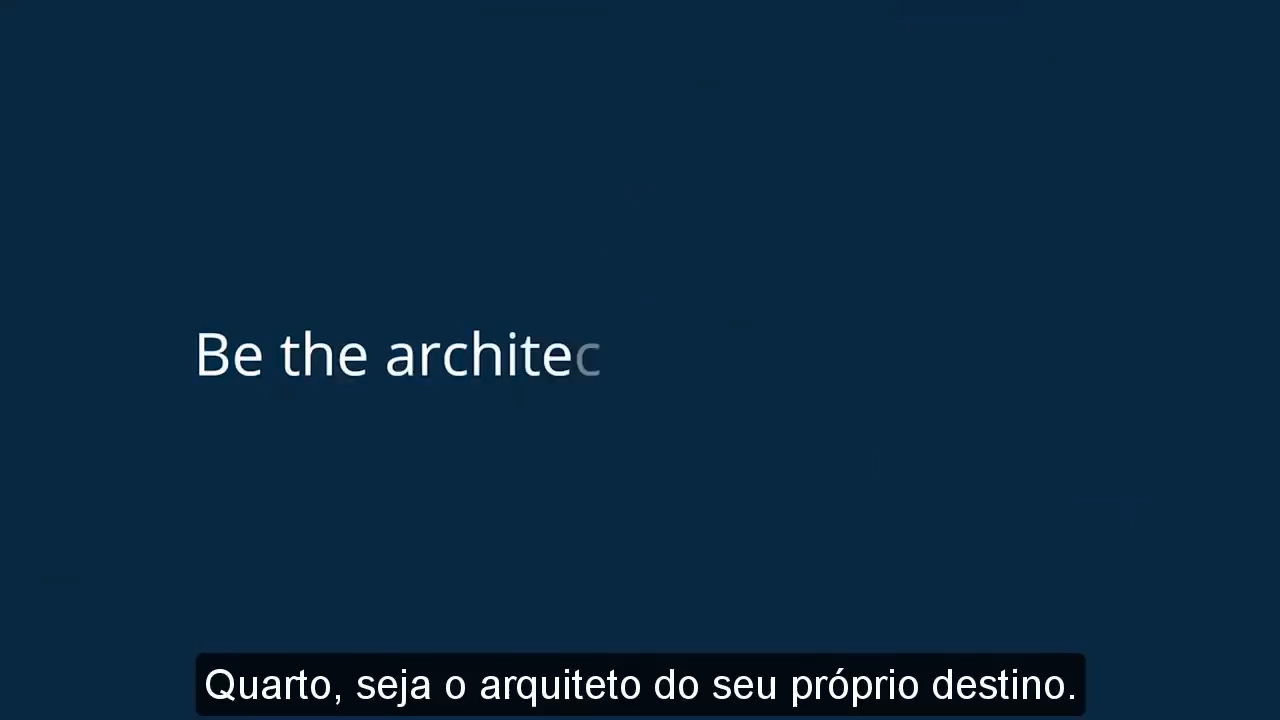 Be the architec
Quarto, seja o arquiteto do seu próprio destino.